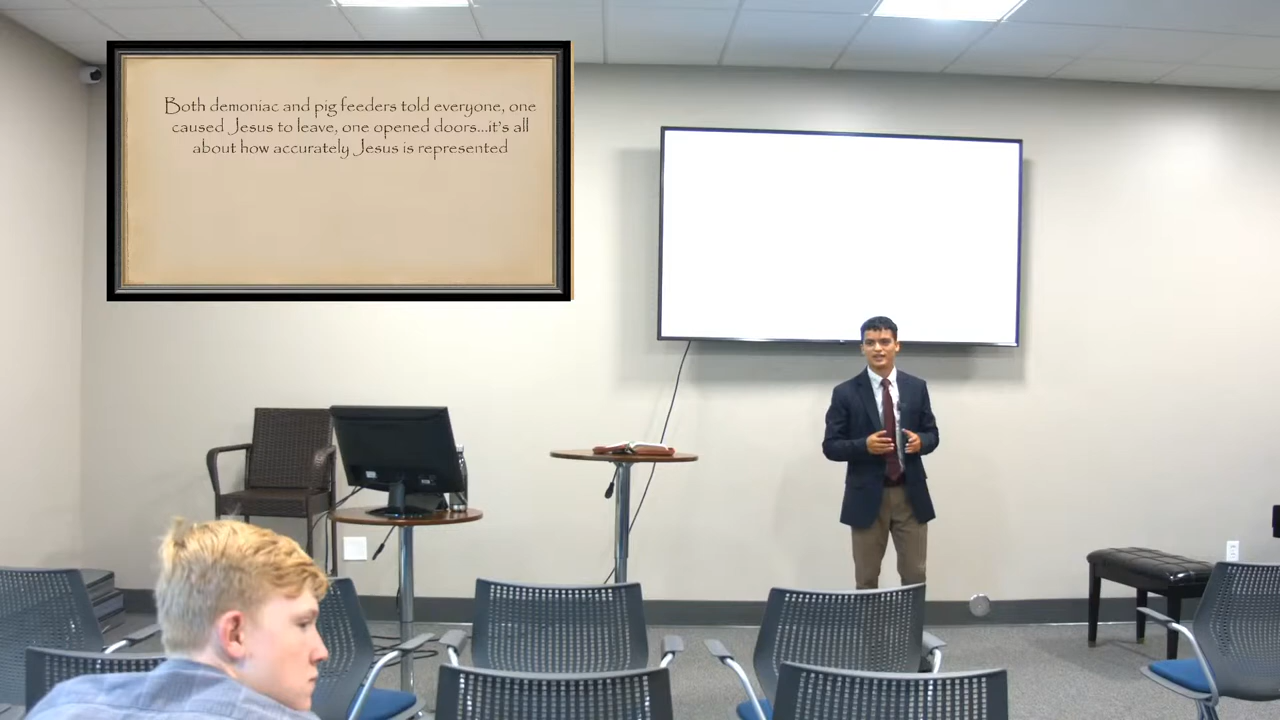 Both demoniac and pig feeders told everyone, one
caused Jesus to leave, one opened doors...it's all
about how accurately Jesus is represented